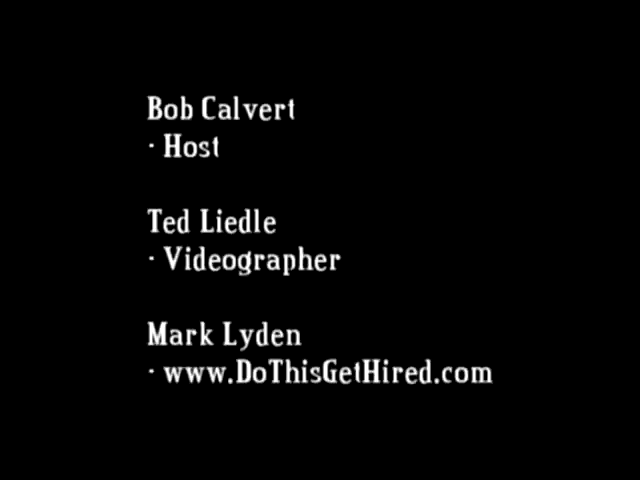 Bob Calvert
· Host
Ted Liedle
· Videographer
Mark Lyden
· www.DoThisGetHired.com